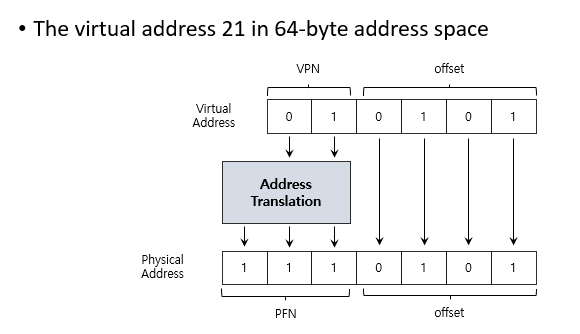 • The virtual address 21 in 64-byte address space
VPN offset
Virtual
Address
0 1 0 1 0 1
Address
Translation
Physical
Address
1 1 1 0 1 0 1
PFN offset